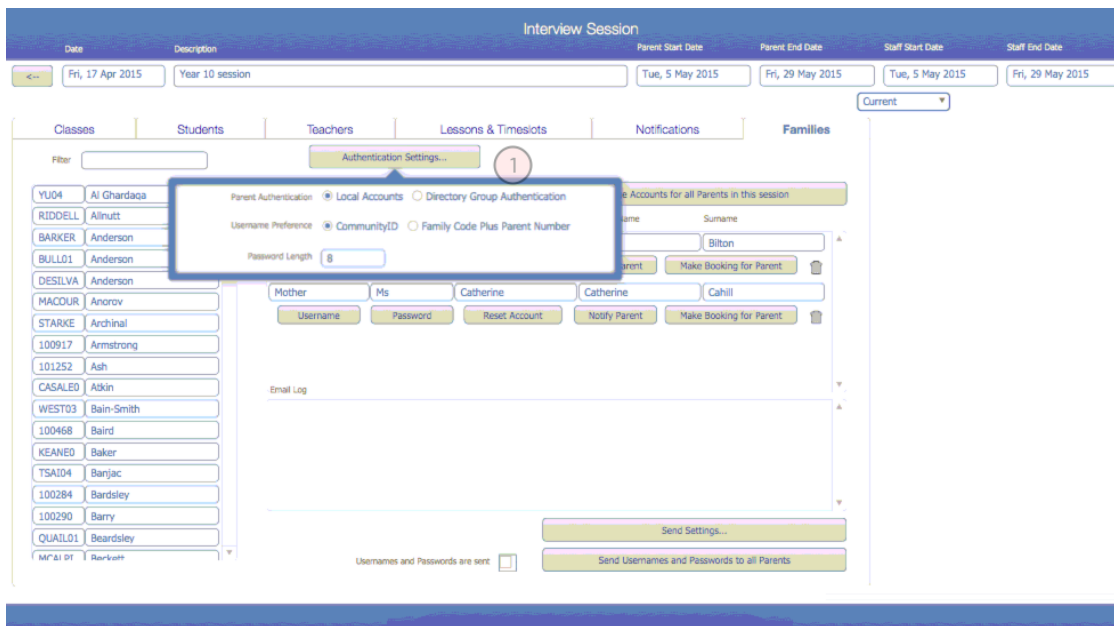 Interview Session
Date Description Parent Start Date Parent End Date Staff Start Date Staff End Date
<-- Fri, 17 Apr 2015 Year 10 session Tue, 5 May 2015 Fri, 29 May 2015 Tue, 5 May 2015 Fri, 29 May 2015
Current
Classes Students Teachers Lessons & Timeslots Notifications Families
Filter Authentication Settings... 1
YU04 Al Ghardaqa Parent Authentication Local Accounts Directory Group Authentication Accounts for all Parents in this session
RIDDELL Allnutt Surname
BARKER Anderson Username Preference CommunityID Family Code Plus Parent Number Bilton
BULL01 Anderson Password Length 8 Make Booking for Parent
DESILVA Anderson
Mother Ms Catherine Catherine Cahill
MACOUR Anorov
STARKE Archinal Username Password Reset Account Notify Parent Make Booking for Parent
100917 Armstrong
101252 Ash
CASALE0 Atkin Email Log
WEST03 Bain-Smith
100468 Baird
KEANE0 Baker
TSAI04 Banjac
100284 Bardsley
100290 Barry
Send Settings...
QUAIL01 Beardsley
MCALPI Beckett Usernames and Passwords are sent Send Usernames and Passwords to all Parents